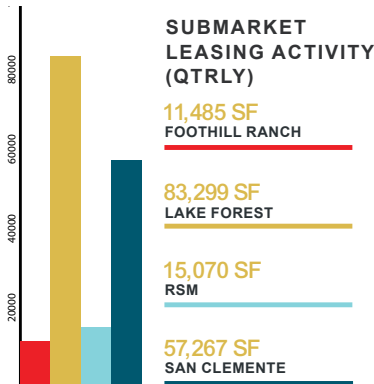 SUBMARKET
LEASING ACTIVITY
(QTRLY)
80000
60000
40000
20000
11,485 SF
FOOTHILL RANCH
83,299 SF
LAKE FOREST
15,070 SF
RSM
57,267 SF
SAN CLEMENTE